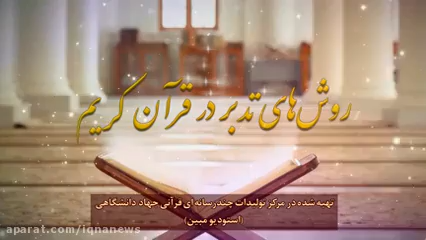 روش‌های تدبر در قرآن کریم
تهیه شده در مرکز تولیدات چندرسانه ای قرآنی جهاد دانشگاهی
(استودیو مبین)
aparat.com/iqnanews